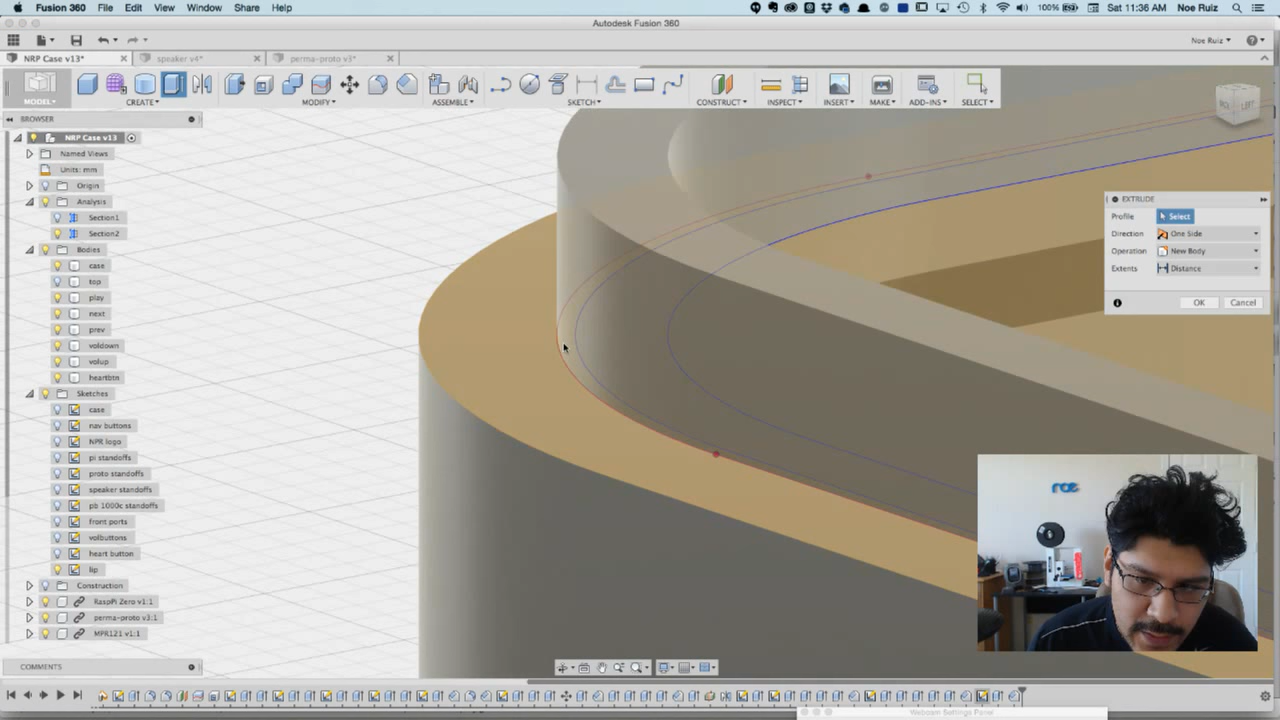 Fusion 360 File Edit View Window Share Help 100% Sat 11:36 AM Noe Ruiz
Autodesk Fusion 360
Noe Ruiz
NRP Case v13* speaker v4* perma-proto v3*
MODEL CREATE MODIFY ASSEMBLE SKETCH CONSTRUCT INSPECT INSERT MAKE ADD-INS SELECT
BROWSER
NRP Case v13
Named Views
Units: mm
Origin
Analysis
Section1
Section2
Bodies
case
top
play
next
prev
voldown
volup
heartbtn
Sketches
case
nav buttons
NPR logo
pi standoffs
proto standoffs
speaker standoffs
pb 1000c standoffs
front ports
volbuttons
heart button
lip
Construction
RaspPi Zero v1:1
perma-proto v3:1
MPR121 v1:1
COMMENTS
LEFT
EXTRUDE
Profile Select
Direction One Side
Operation New Body
Extents Distance
OK Cancel
noe
Webcam Settings Panel